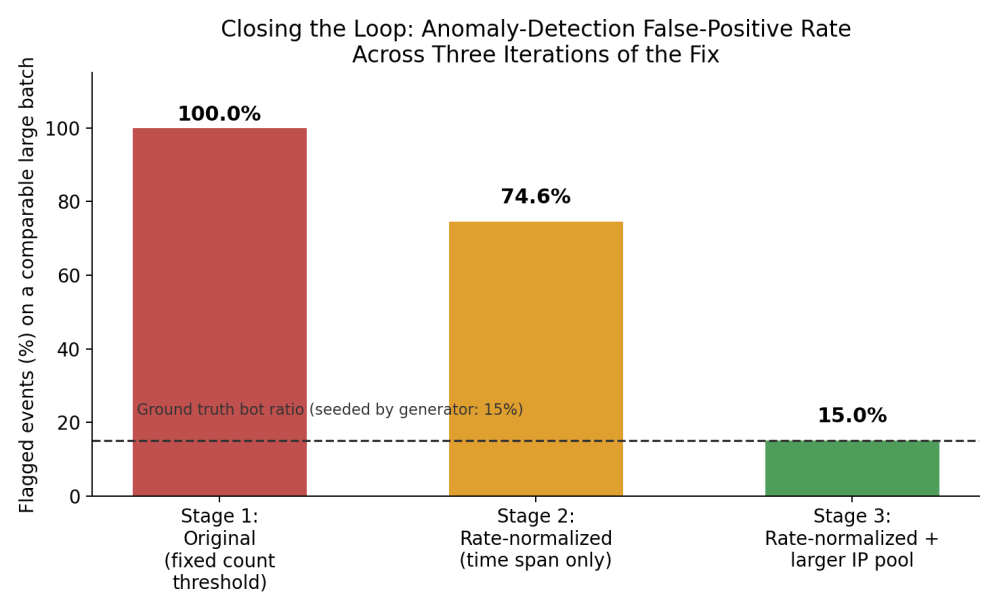 Closing the Loop: Anomaly-Detection False-Positive Rate
Across Three Iterations of the Fix
Flagged events (%) on a comparable large batch
100
80
60
40
20
0
100.0%
74.6%
15.0%
Ground truth bot ratio (seeded by generator: 15%)
Stage 1:
Original
(fixed count
threshold)
Stage 2:
Rate-normalized
(time span only)
Stage 3:
Rate-normalized +
larger IP pool